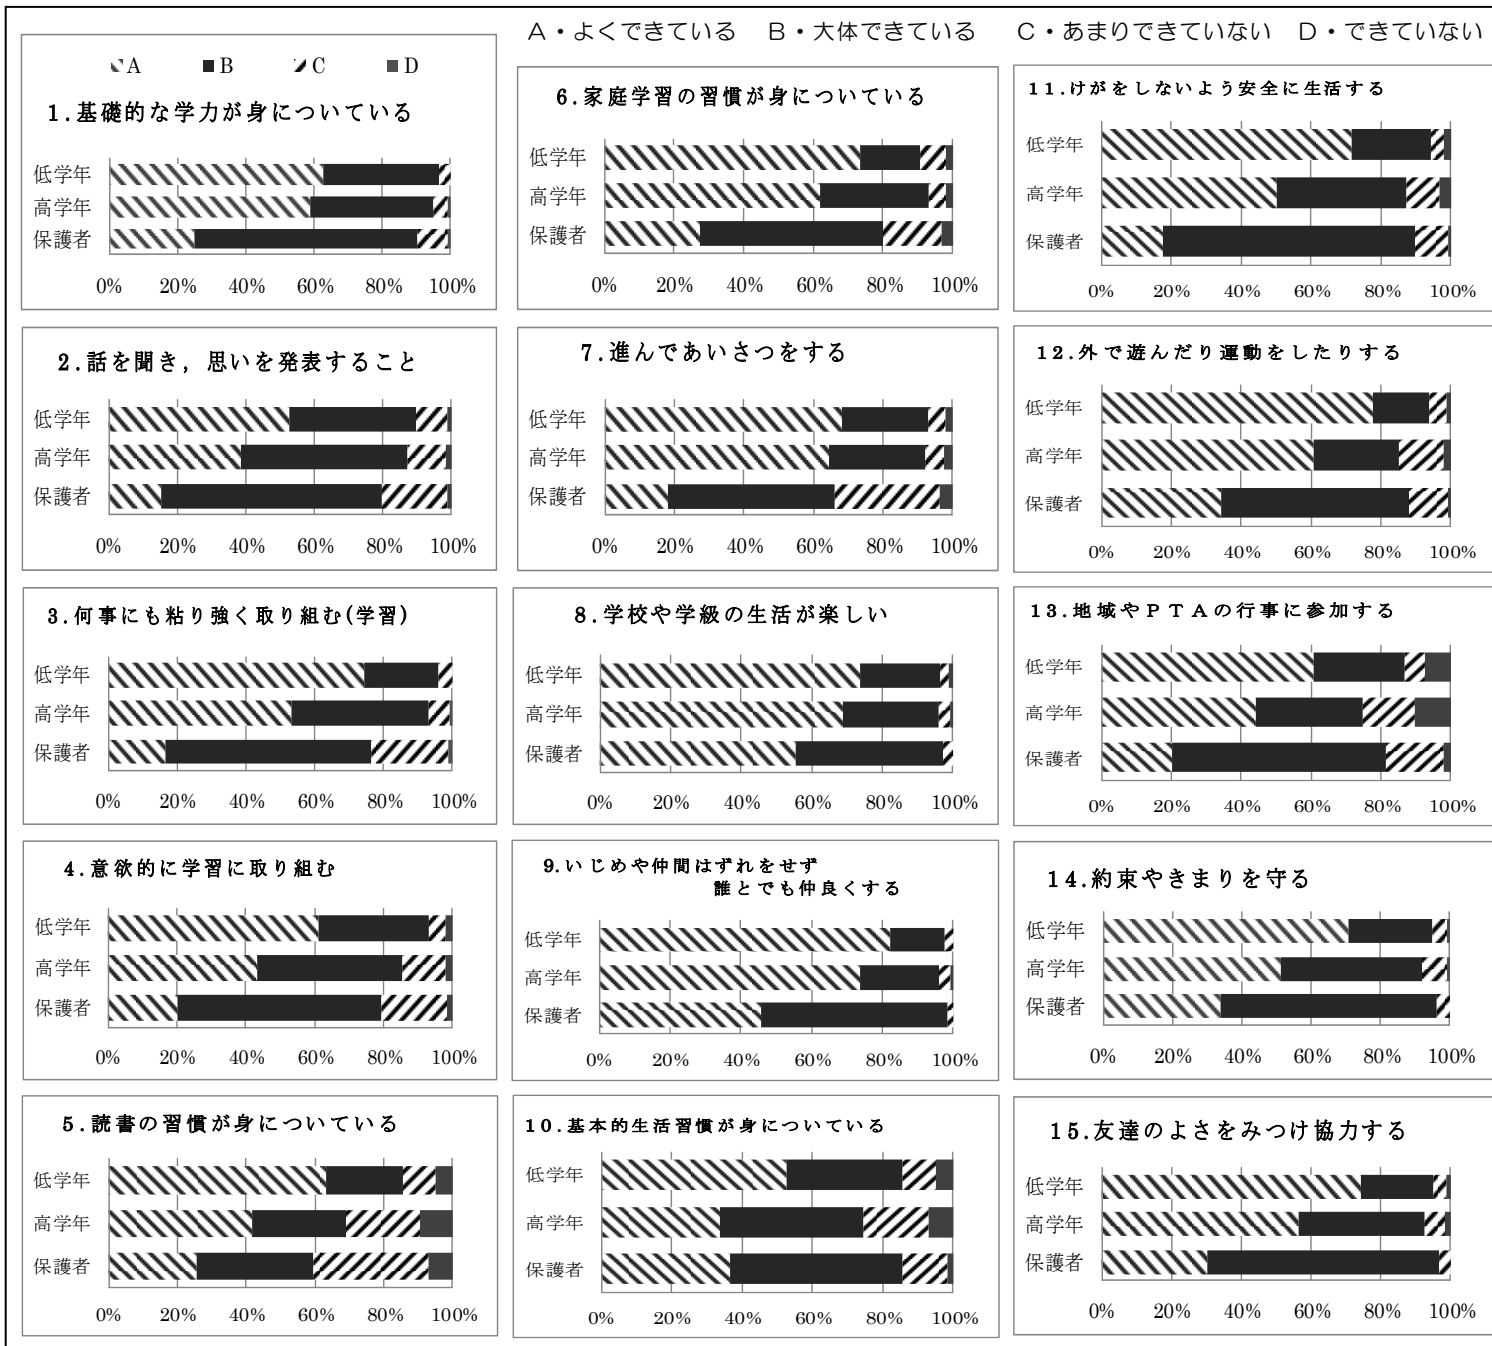 A・よくできている B・大体できている C・あまりできていない D・できていない
A B C D
1.基礎的な学力が身についている
低学年
高学年
保護者
0% 20% 40% 60% 80% 100%
2.話を聞き，思いを発表すること
低学年
高学年
保護者
0% 20% 40% 60% 80% 100%
3.何事にも粘り強く取り組む(学習)
低学年
高学年
保護者
0% 20% 40% 60% 80% 100%
4.意欲的に学習に取り組む
低学年
高学年
保護者
0% 20% 40% 60% 80% 100%
5.読書の習慣が身についている
低学年
高学年
保護者
0% 20% 40% 60% 80% 100%
6.家庭学習の習慣が身についている
低学年
高学年
保護者
0% 20% 40% 60% 80% 100%
7.進んであいさつをする
低学年
高学年
保護者
0% 20% 40% 60% 80% 100%
8.学校や学級の生活が楽しい
低学年
高学年
保護者
0% 20% 40% 60% 80% 100%
9.いじめや仲間はずれをせず
誰とでも仲良くする
低学年
高学年
保護者
0% 20% 40% 60% 80% 100%
10.基本的生活習慣が身についている
低学年
高学年
保護者
0% 20% 40% 60% 80% 100%
11.けがをしないよう安全に生活する
低学年
高学年
保護者
0% 20% 40% 60% 80% 100%
12.外で遊んだり運動をしたりする
低学年
高学年
保護者
0% 20% 40% 60% 80% 100%
13.地域やＰＴＡの行事に参加する
低学年
高学年
保護者
0% 20% 40% 60% 80% 100%
14.約束やきまりを守る
低学年
高学年
保護者
0% 20% 40% 60% 80% 100%
15.友達のよさをみつけ協力する
低学年
高学年
保護者
0% 20% 40% 60% 80% 100%